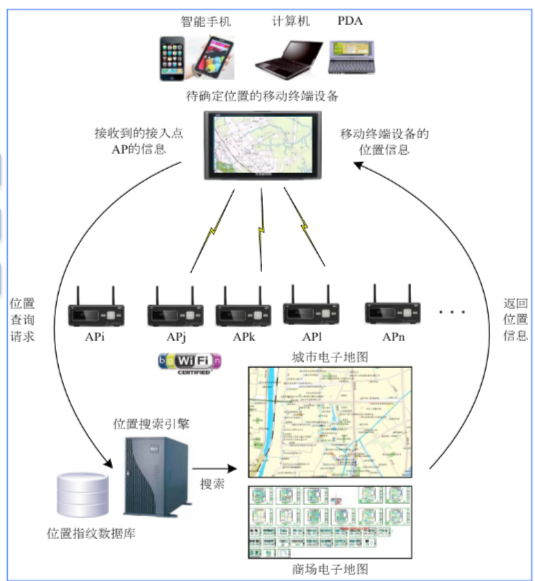 智能手机
计算机
PDA
待确定位置的移动终端设备
接收到的接入点
AP的信息
移动终端设备的
位置信息
位置
查询
请求
返回
位置
信息
APi
APj
APk
APl
APn
. . .
WiFi
CERTIFIED
城市电子地图
位置搜索引擎
搜索
位置指纹数据库
商场电子地图